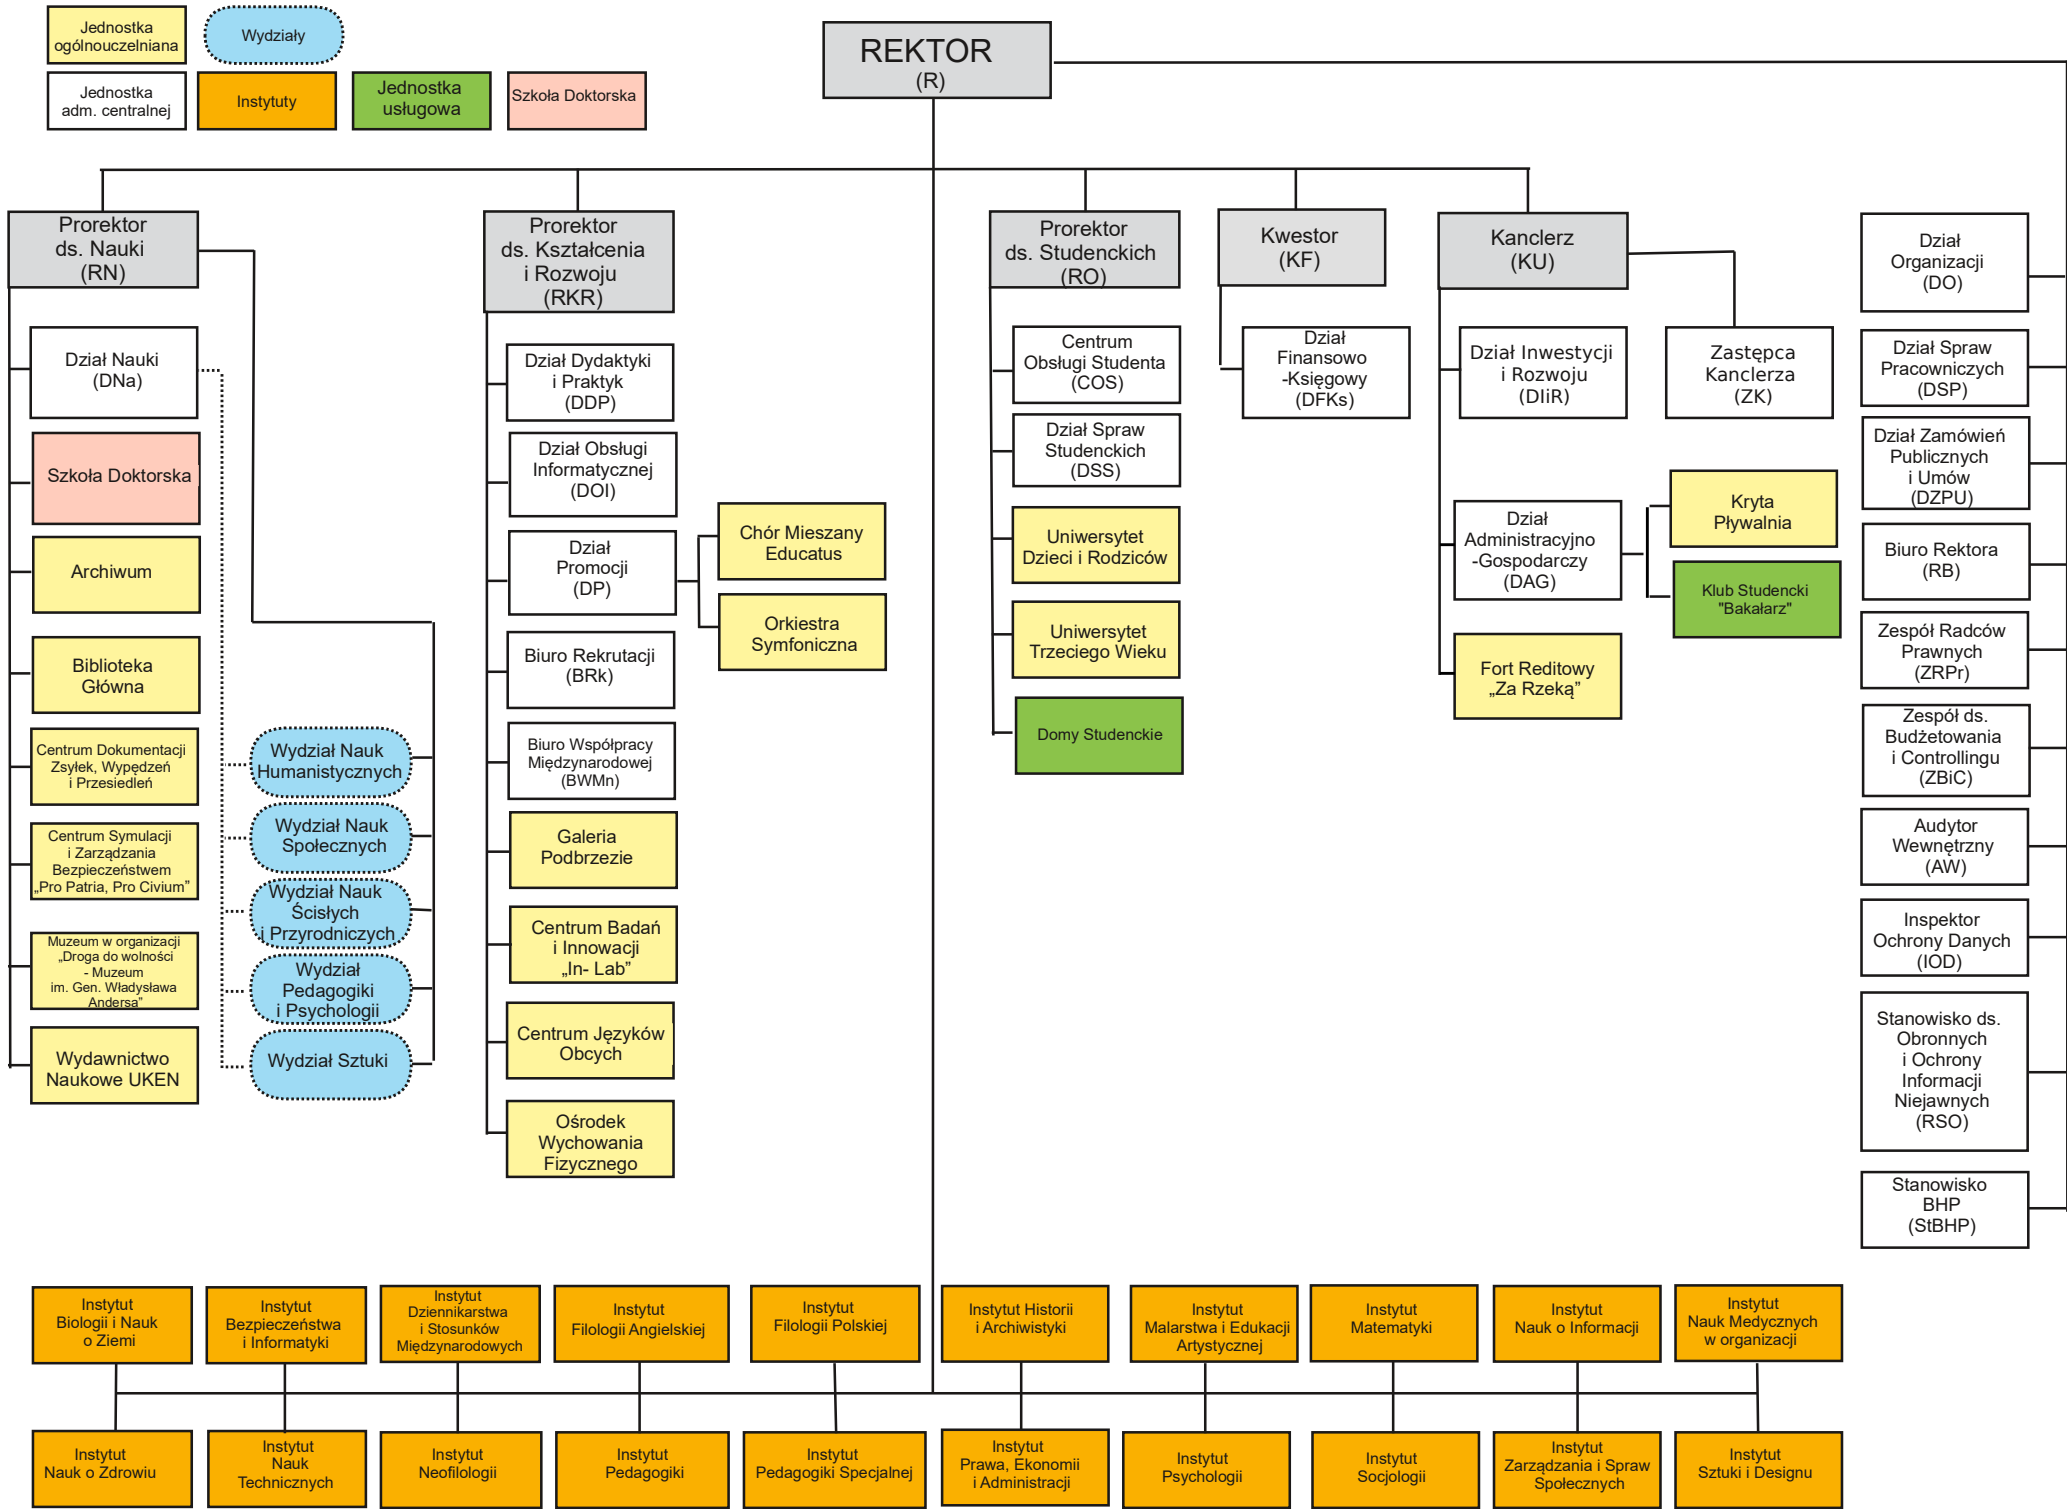 Jednostka
ogólnouczelniana
Wydziały
Jednostka
adm. centralnej
Instytuty
Jednostka
usługowa
Szkoła Doktorska
REKTOR
(R)
Prorektor
ds. Nauki
(RN)
Prorektor
ds. Kształcenia
i Rozwoju
(RKR)
Prorektor
ds. Studenckich
(RO)
Kwestor
(KF)
Kanclerz
(KU)
Dział Nauki
(DNa)
Szkoła Doktorska
Archiwum
Biblioteka
Główna
Centrum Dokumentacji
Zsyłek, Wypędzeń
i Przesiedleń
Centrum Symulacji
i Zarządzania
Bezpieczeństwem
„Pro Patria, Pro Civium”
Muzeum w organizacji
„Droga do wolności
- Muzeum
im. Gen. Władysława
Andersa”
Wydawnictwo
Naukowe UKEN
Wydział Nauk
Humanistycznych
Wydział Nauk
Społecznych
Wydział Nauk
Ścisłych
i Przyrodniczych
Wydział
Pedagogiki
i Psychologii
Wydział Sztuki
Dział Dydaktyki
i Praktyk
(DDP)
Dział Obsługi
Informatycznej
(DOI)
Dział
Promocji
(DP)
Biuro Rekrutacji
(BRk)
Biuro Współpracy
Międzynarodowej
(BWMn)
Galeria
Podbrzezie
Centrum Badań
i Innowacji
„In- Lab”
Centrum Języków
Obcych
Ośrodek
Wychowania
Fizycznego
Chór Mieszany
Educatus
Orkiestra
Symfoniczna
Centrum
Obsługi Studenta
(COS)
Dział Spraw
Studenckich
(DSS)
Uniwersytet
Dzieci i Rodziców
Uniwersytet
Trzeciego Wieku
Domy Studenckie
Dział
Finansowo
-Księgowy
(DFKs)
Dział Inwestycji
i Rozwoju
(DIiR)
Zastępca
Kanclerza
(ZK)
Dział
Administracyjno
-Gospodarczy
(DAG)
Kryta
Pływalnia
Klub Studencki
"Bakałarz"
Fort Reditowy
„Za Rzeką”
Dział
Organizacji
(DO)
Dział Spraw
Pracowniczych
(DSP)
Dział Zamówień
Publicznych
i Umów
(DZPU)
Biuro Rektora
(RB)
Zespół Radców
Prawnych
(ZRPr)
Zespół ds.
Budżetowania
i Controllingu
(ZBiC)
Audytor
Wewnętrzny
(AW)
Inspektor
Ochrony Danych
(IOD)
Stanowisko ds.
Obronnych
i Ochrony
Informacji
Niejawnych
(RSO)
Stanowisko
BHP
(StBHP)
Instytut
Biologii i Nauk
o Ziemi
Instytut
Bezpieczeństwa
i Informatyki
Instytut
Dziennikarstwa
i Stosunków
Międzynarodowych
Instytut
Filologii Angielskiej
Instytut
Filologii Polskiej
Instytut Historii
i Archiwistyki
Instytut
Malarstwa i Edukacji
Artystycznej
Instytut
Matematyki
Instytut
Nauk o Informacji
Instytut
Nauk Medycznych
w organizacji
Instytut
Nauk o Zdrowiu
Instytut
Nauk
Technicznych
Instytut
Neofilologii
Instytut
Pedagogiki
Instytut
Pedagogiki Specjalnej
Instytut
Prawa, Ekonomii
i Administracji
Instytut
Psychologii
Instytut
Socjologii
Instytut
Zarządzania i Spraw
Społecznych
Instytut
Sztuki i Designu